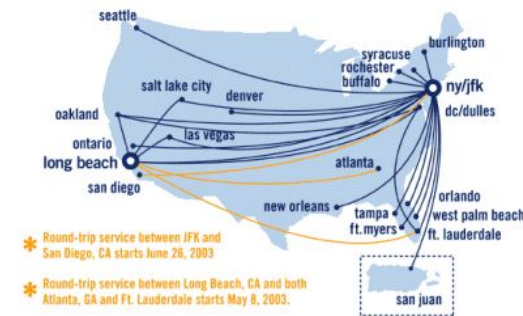 seattle
burlington
syracuse
rochester
buffalo
ny/jfk
salt lake city
denver
dc/dulles
oakland
ontario
las vegas
long beach
atlanta
san diego
orlando
new orleans
tampa
west palm beach
ft. myers
ft. lauderdale
* Round-trip service between JFK and
San Diego, CA starts June 26, 2003
* Round-trip service between Long Beach, CA and both
Atlanta, GA and Ft. Lauderdale starts May 8, 2003.
san juan